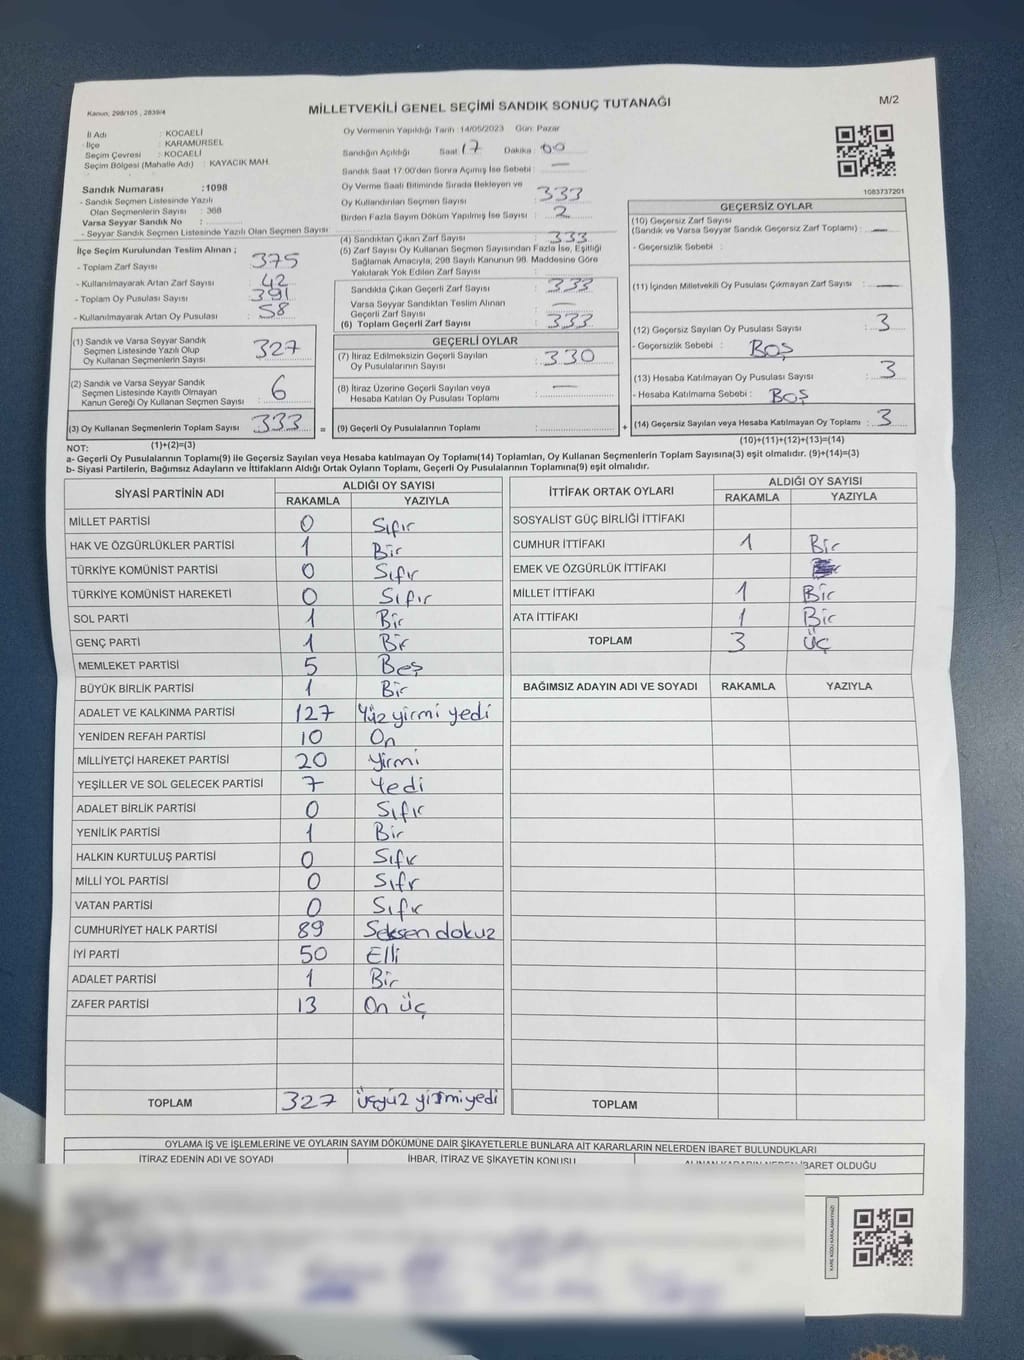 Kanun; 298/105 , 2839/4
MİLLETVEKİLİ GENEL SEÇİMİ SANDIK SONUÇ TUTANAĞI
M/2
İl Adı : KOCAELİ
İlçe : KARAMÜRSEL
Seçim Çevresi : KOCAELİ
Seçim Bölgesi (Mahalle Adı) : KAYACIK MAH.
Sandık Numarası :1098
- Sandık Seçmen Listesinde Yazılı
Olan Seçmenlerin Sayısı : 368
Varsa Seyyar Sandık No :
- Seyyar Sandık Seçmen Listesinde Yazılı Olan Seçmen Sayısı
Oy Vermenin Yapıldığı Tarih :14/05/2023 Gün: Pazar
Sandığın Açıldığı Saat 17 Dakika 00
Sandık Saat 17:00'den Sonra Açımış İse Sebebi : —
Oy Verme Saati Bitiminde Sırada Bekleyen ve
Oy Kullandırılan Seçmen Sayısı : 333
Birden Fazla Sayım Döküm Yapılmış İse Sayısı : 2
1083737201
İlçe Seçim Kurulundan Teslim Alınan ;
- Toplam Zarf Sayısı : 375
- Kullanılmayarak Artan Zarf Sayısı : 42
- Toplam Oy Pusulası Sayısı : 391
- Kullanılmayarak Artan Oy Pusulası : 58
(1) Sandık ve Varsa Seyyar Sandık
Seçmen Listesinde Yazılı Olup
Oy Kullanan Seçmenlerin Sayısı : 327
(2) Sandık ve Varsa Seyyar Sandık
Seçmen Listesinde Kayıtlı Olmayan
Kanun Gereği Oy Kullanan Seçmen Sayısı : 6
(3) Oy Kullanan Seçmenlerin Toplam Sayısı : 333 =
(4) Sandıktan Çıkan Zarf Sayısı : 333
(5) Zarf Sayısı Oy Kullanan Seçmen Sayısından Fazla İse, Eşitliği
Sağlamak Amacıyla, 298 Sayılı Kanunun 98. Maddesine Göre
Yakılarak Yok Edilen Zarf Sayısı :
Sandıkta Çıkan Geçerli Zarf Sayısı : 333
Varsa Seyyar Sandıktan Teslim Alınan
Geçerli Zarf Sayısı : —
(6) Toplam Geçerli Zarf Sayısı : 333
GEÇERLİ OYLAR
(7) İtiraz Edilmeksizin Geçerli Sayılan
Oy Pusulalarının Sayısı : 330
(8) İtiraz Üzerine Geçerli Sayılan veya
Hesaba Katılan Oy Pusulası Toplamı : —
(9) Geçerli Oy Pusulalarının Toplamı : +
GEÇERSİZ OYLAR
(10) Geçersiz Zarf Sayısı
(Sandık ve Varsa Seyyar Sandık Geçersiz Zarf Toplamı) : —
- Geçersizlik Sebebi :
(11) İçinden Milletvekili Oy Pusulası Çıkmayan Zarf Sayısı : —
(12) Geçersiz Sayılan Oy Pusulası Sayısı : 3
- Geçersizlik Sebebi : BOŞ
(13) Hesaba Katılmayan Oy Pusulası Sayısı : 3
- Hesaba Katılmama Sebebi : BOŞ
(14) Geçersiz Sayılan veya Hesaba Katılmayan Oy Toplamı : 3
NOT: (1)+(2)=(3)
(10)+(11)+(12)+(13)=(14)
a- Geçerli Oy Pusulalarının Toplamı(9) ile Geçersiz Sayılan veya Hesaba Katılmayan Oy Toplamı(14) Toplamları, Oy Kullanan Seçmenlerin Toplam Sayısına(3) eşit olmalıdır. (9)+(14)=(3)
b- Siyasi Partilerin, Bağımsız Adayların ve İttifakların Aldığı Ortak Oyların Toplamı, Geçerli Oy Pusulalarının Toplamına(9) eşit olmalıdır.
SİYASİ PARTİNİN ADI ALDIĞI OY SAYISI
RAKAMLA YAZIYLA
MİLLET PARTİSİ 0 Sıfır
HAK VE ÖZGÜRLÜKLER PARTİSİ 1 Bir
TÜRKİYE KOMÜNİST PARTİSİ 0 Sıfır
TÜRKİYE KOMÜNİST HAREKETİ 0 Sıfır
SOL PARTİ 1 Bir
GENÇ PARTİ 1 Bir
MEMLEKET PARTİSİ 5 Beş
BÜYÜK BİRLİK PARTİSİ 1 Bir
ADALET VE KALKINMA PARTİSİ 127 Yüz yirmi yedi
YENİDEN REFAH PARTİSİ 10 On
MİLLİYETÇİ HAREKET PARTİSİ 20 Yirmi
YEŞİLLER VE SOL GELECEK PARTİSİ 7 Yedi
ADALET BİRLİK PARTİSİ 0 Sıfır
YENİLİK PARTİSİ 1 Bir
HALKIN KURTULUŞ PARTİSİ 0 Sıfır
MİLLİ YOL PARTİSİ 0 Sıfır
VATAN PARTİSİ 0 Sıfır
CUMHURİYET HALK PARTİSİ 89 Seksen dokuz
İYİ PARTİ 50 Elli
ADALET PARTİSİ 1 Bir
ZAFER PARTİSİ 13 On üç
TOPLAM 327 üçyüz yirmiyedi
İTTİFAK ORTAK OYLARI ALDIĞI OY SAYISI
RAKAMLA YAZIYLA
SOSYALİST GÜÇ BİRLİĞİ İTTİFAKI
CUMHUR İTTİFAKI 1 Bir
EMEK VE ÖZGÜRLÜK İTTİFAKI
MİLLET İTTİFAKI 1 Bir
ATA İTTİFAKI 1 Bir
TOPLAM 3 üç
BAĞIMSIZ ADAYIN ADI VE SOYADI RAKAMLA YAZIYLA
TOPLAM
OYLAMA İŞ VE İŞLEMLERİNE VE OYLARIN SAYIM DÖKÜMÜNE DAİR ŞİKAYETLERLE BUNLARA AİT KARARLARIN NELERDEN İBARET BULUNDUKLARI
İTİRAZ EDENİN ADI VE SOYADI İHBAR, İTİRAZ VE ŞİKAYETİN KONUSU ALINAN KARARIN NEDEN İBARET OLDUĞU
KARE KODU KARALAMAYINIZ!